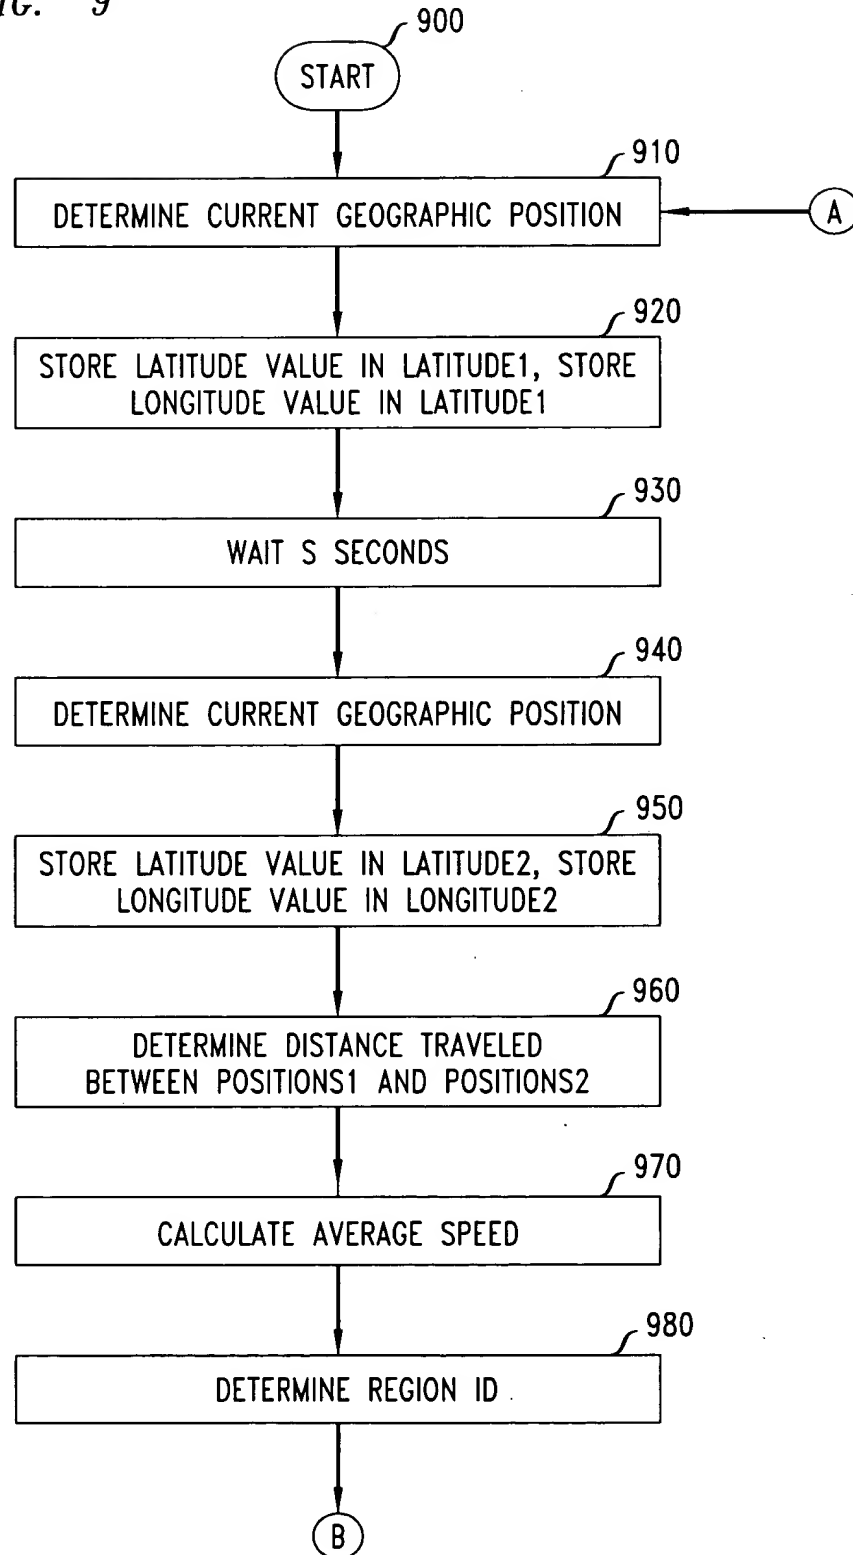 FIG. 9
900
START
910
DETERMINE CURRENT GEOGRAPHIC POSITION
A
920
STORE LATITUDE VALUE IN LATITUDE1, STORE
LONGITUDE VALUE IN LATITUDE1
930
WAIT S SECONDS
940
DETERMINE CURRENT GEOGRAPHIC POSITION
950
STORE LATITUDE VALUE IN LATITUDE2, STORE
LONGITUDE VALUE IN LONGITUDE2
960
DETERMINE DISTANCE TRAVELED
BETWEEN POSITIONS1 AND POSITIONS2
970
CALCULATE AVERAGE SPEED
980
DETERMINE REGION ID
B